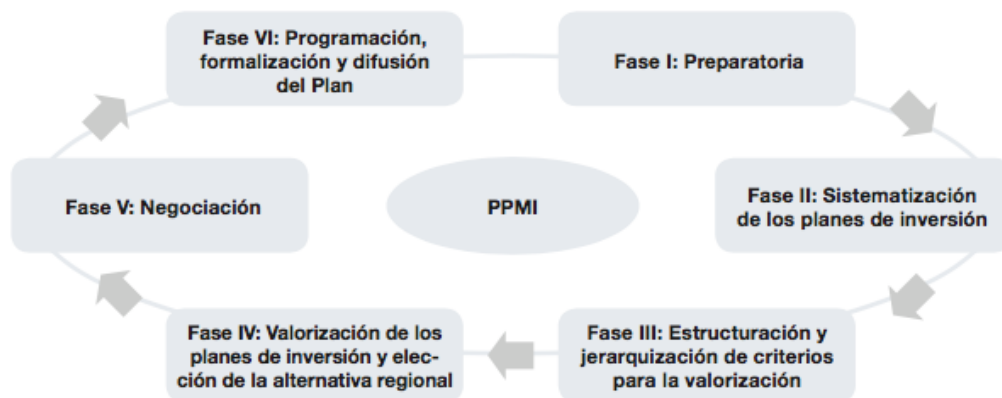 Fase I: Preparatoria
Fase II: Sistematización
de los planes de inversión
Fase III: Estructuración y
jerarquización de criterios
para la valorización
Fase IV: Valorización de los
planes de inversión y elec-
ción de la alternativa regional
Fase V: Negociación
Fase VI: Programación,
formalización y difusión
del Plan
PPMI